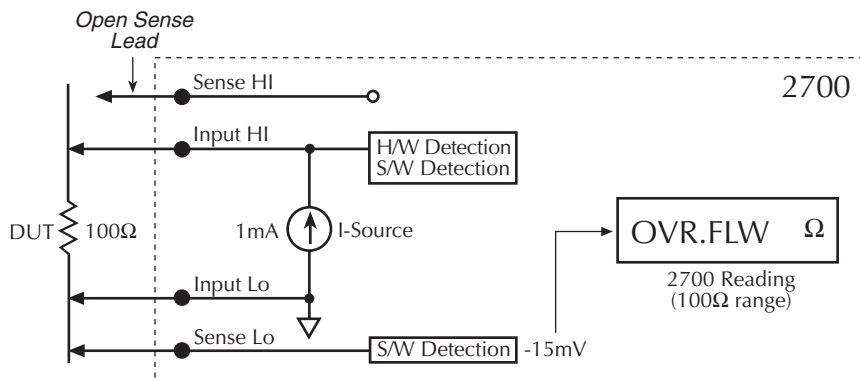 Open Sense
Lead
Sense HI
2700
Input HI
H/W Detection
S/W Detection
DUT
100Ω
1mA
I-Source
OVR.FLW Ω
2700 Reading
(100Ω range)
Input Lo
Sense Lo
S/W Detection
-15mV